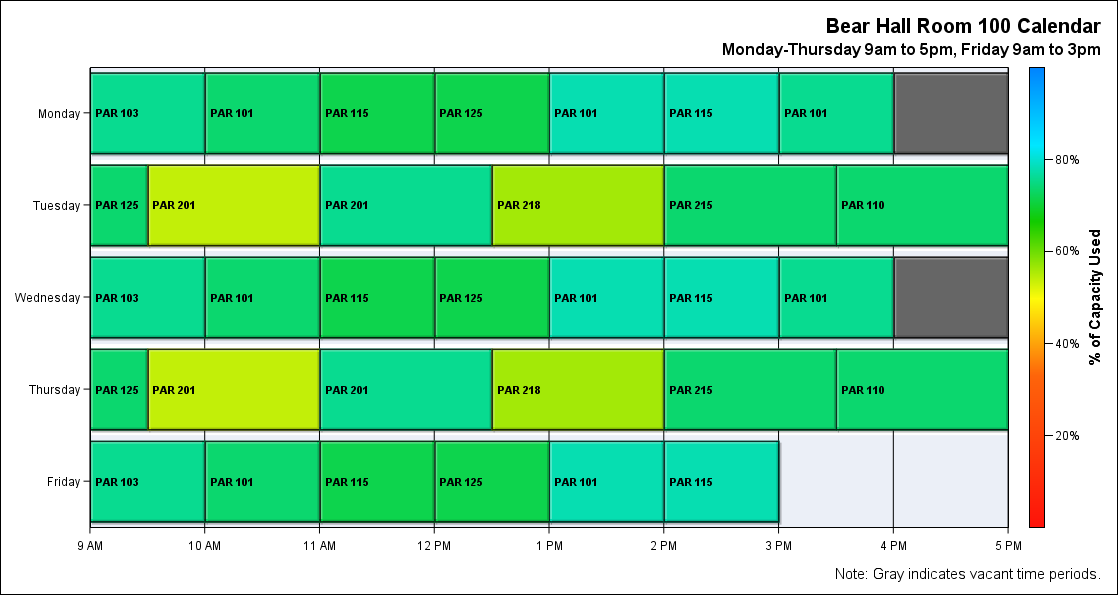 Bear Hall Room 100 Calendar
Monday-Thursday 9am to 5pm, Friday 9am to 3pm
Monday PAR 103 PAR 101 PAR 115 PAR 125 PAR 101 PAR 115 PAR 101
Tuesday PAR 125 PAR 201 PAR 201 PAR 218 PAR 215 PAR 110
Wednesday PAR 103 PAR 101 PAR 115 PAR 125 PAR 101 PAR 115 PAR 101
Thursday PAR 125 PAR 201 PAR 201 PAR 218 PAR 215 PAR 110
Friday PAR 103 PAR 101 PAR 115 PAR 125 PAR 101 PAR 115
9 AM 10 AM 11 AM 12 PM 1 PM 2 PM 3 PM 4 PM 5 PM
80%
60%
40%
20%
% of Capacity Used
Note: Gray indicates vacant time periods.